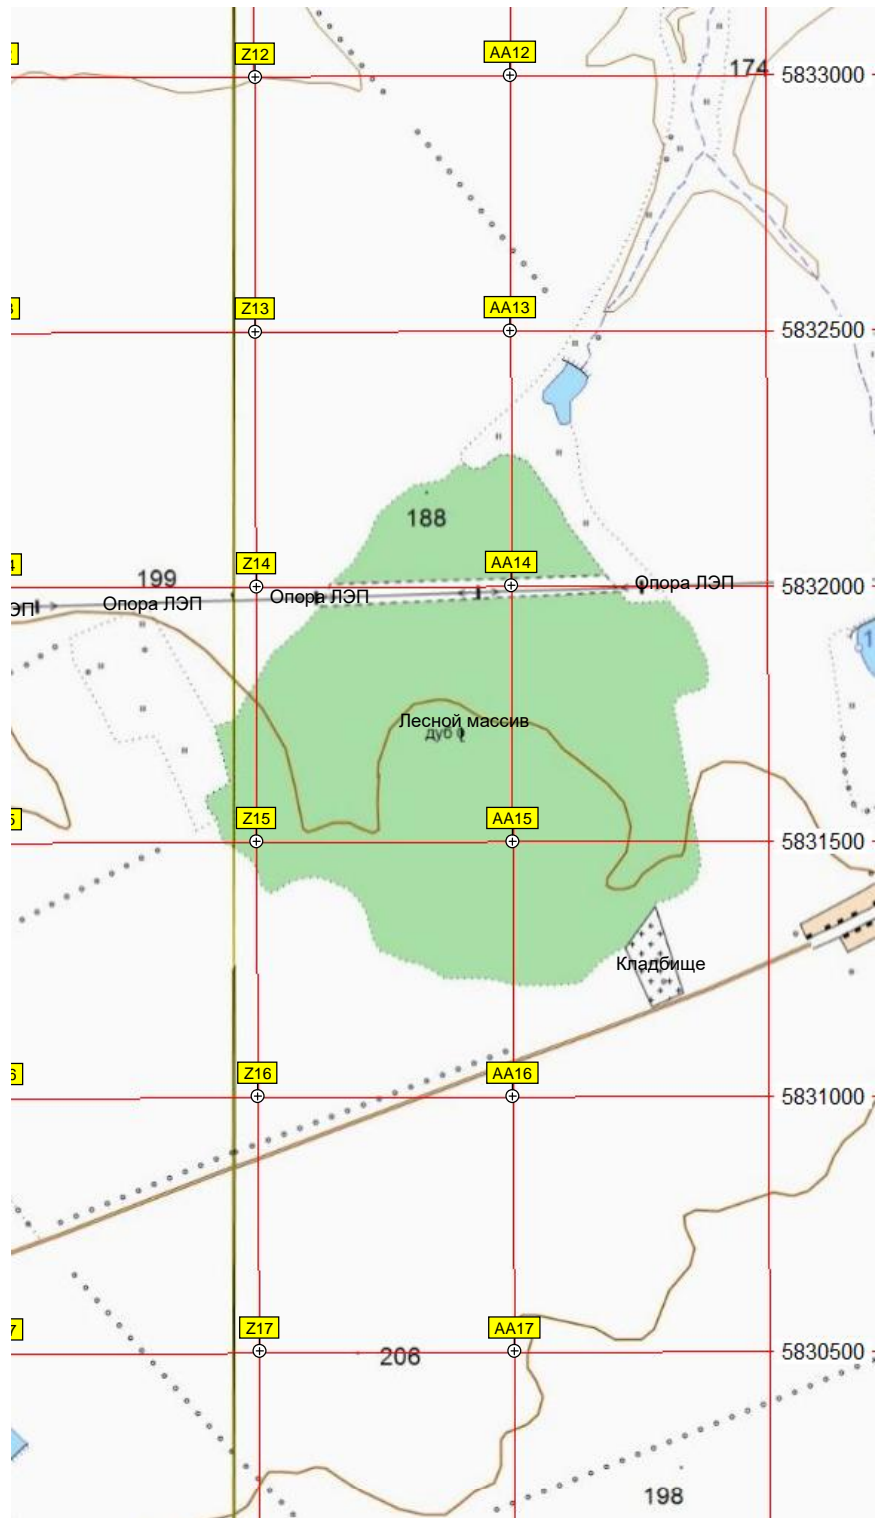 Z12
AA12
174
5833000
Z13
AA13
5832500
188
Z14
AA14
199
5832000
Опора ЛЭП
Опора ЛЭП
Опора ЛЭП
ЭП
Лесной массив
дуб
Z15
AA15
5831500
Кладбище
Z16
AA16
5831000
Z17
AA17
5830500
206
198